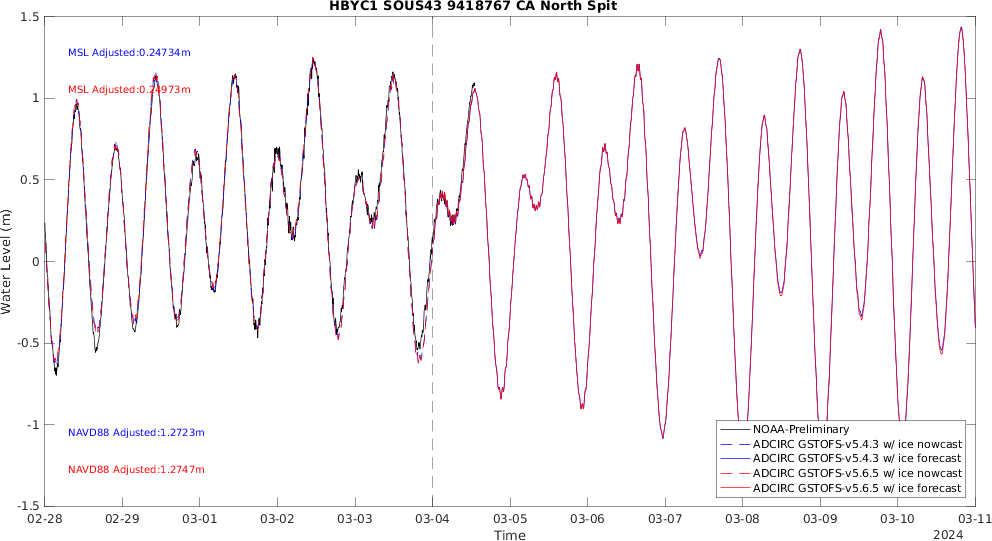 HBYC1 SOUS43 9418767 CA North Spit
1.5
MSL Adjusted:0.24734m
1
MSL Adjusted:0.24973m
0.5
0
Water Level (m)
-0.5
-1
NAVD88 Adjusted:1.2723m
NAVD88 Adjusted:1.2747m
-1.5
NOAA-Preliminary
ADCIRC GSTOFS-v5.4.3 w/ ice nowcast
ADCIRC GSTOFS-v5.4.3 w/ ice forecast
ADCIRC GSTOFS-v5.6.5 w/ ice nowcast
ADCIRC GSTOFS-v5.6.5 w/ ice forecast
02-28 02-29 03-01 03-02 03-03 03-04 03-05 03-06 03-07 03-08 03-09 03-10 03-11
Time
2024